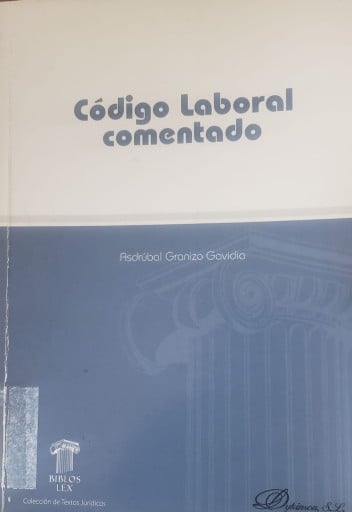 Código Laboral
comentado
Asdrúbal Granizo Gavidia
BIBLOS
LEX
Colección de Textos Jurídicos
Dykinson, S.L.